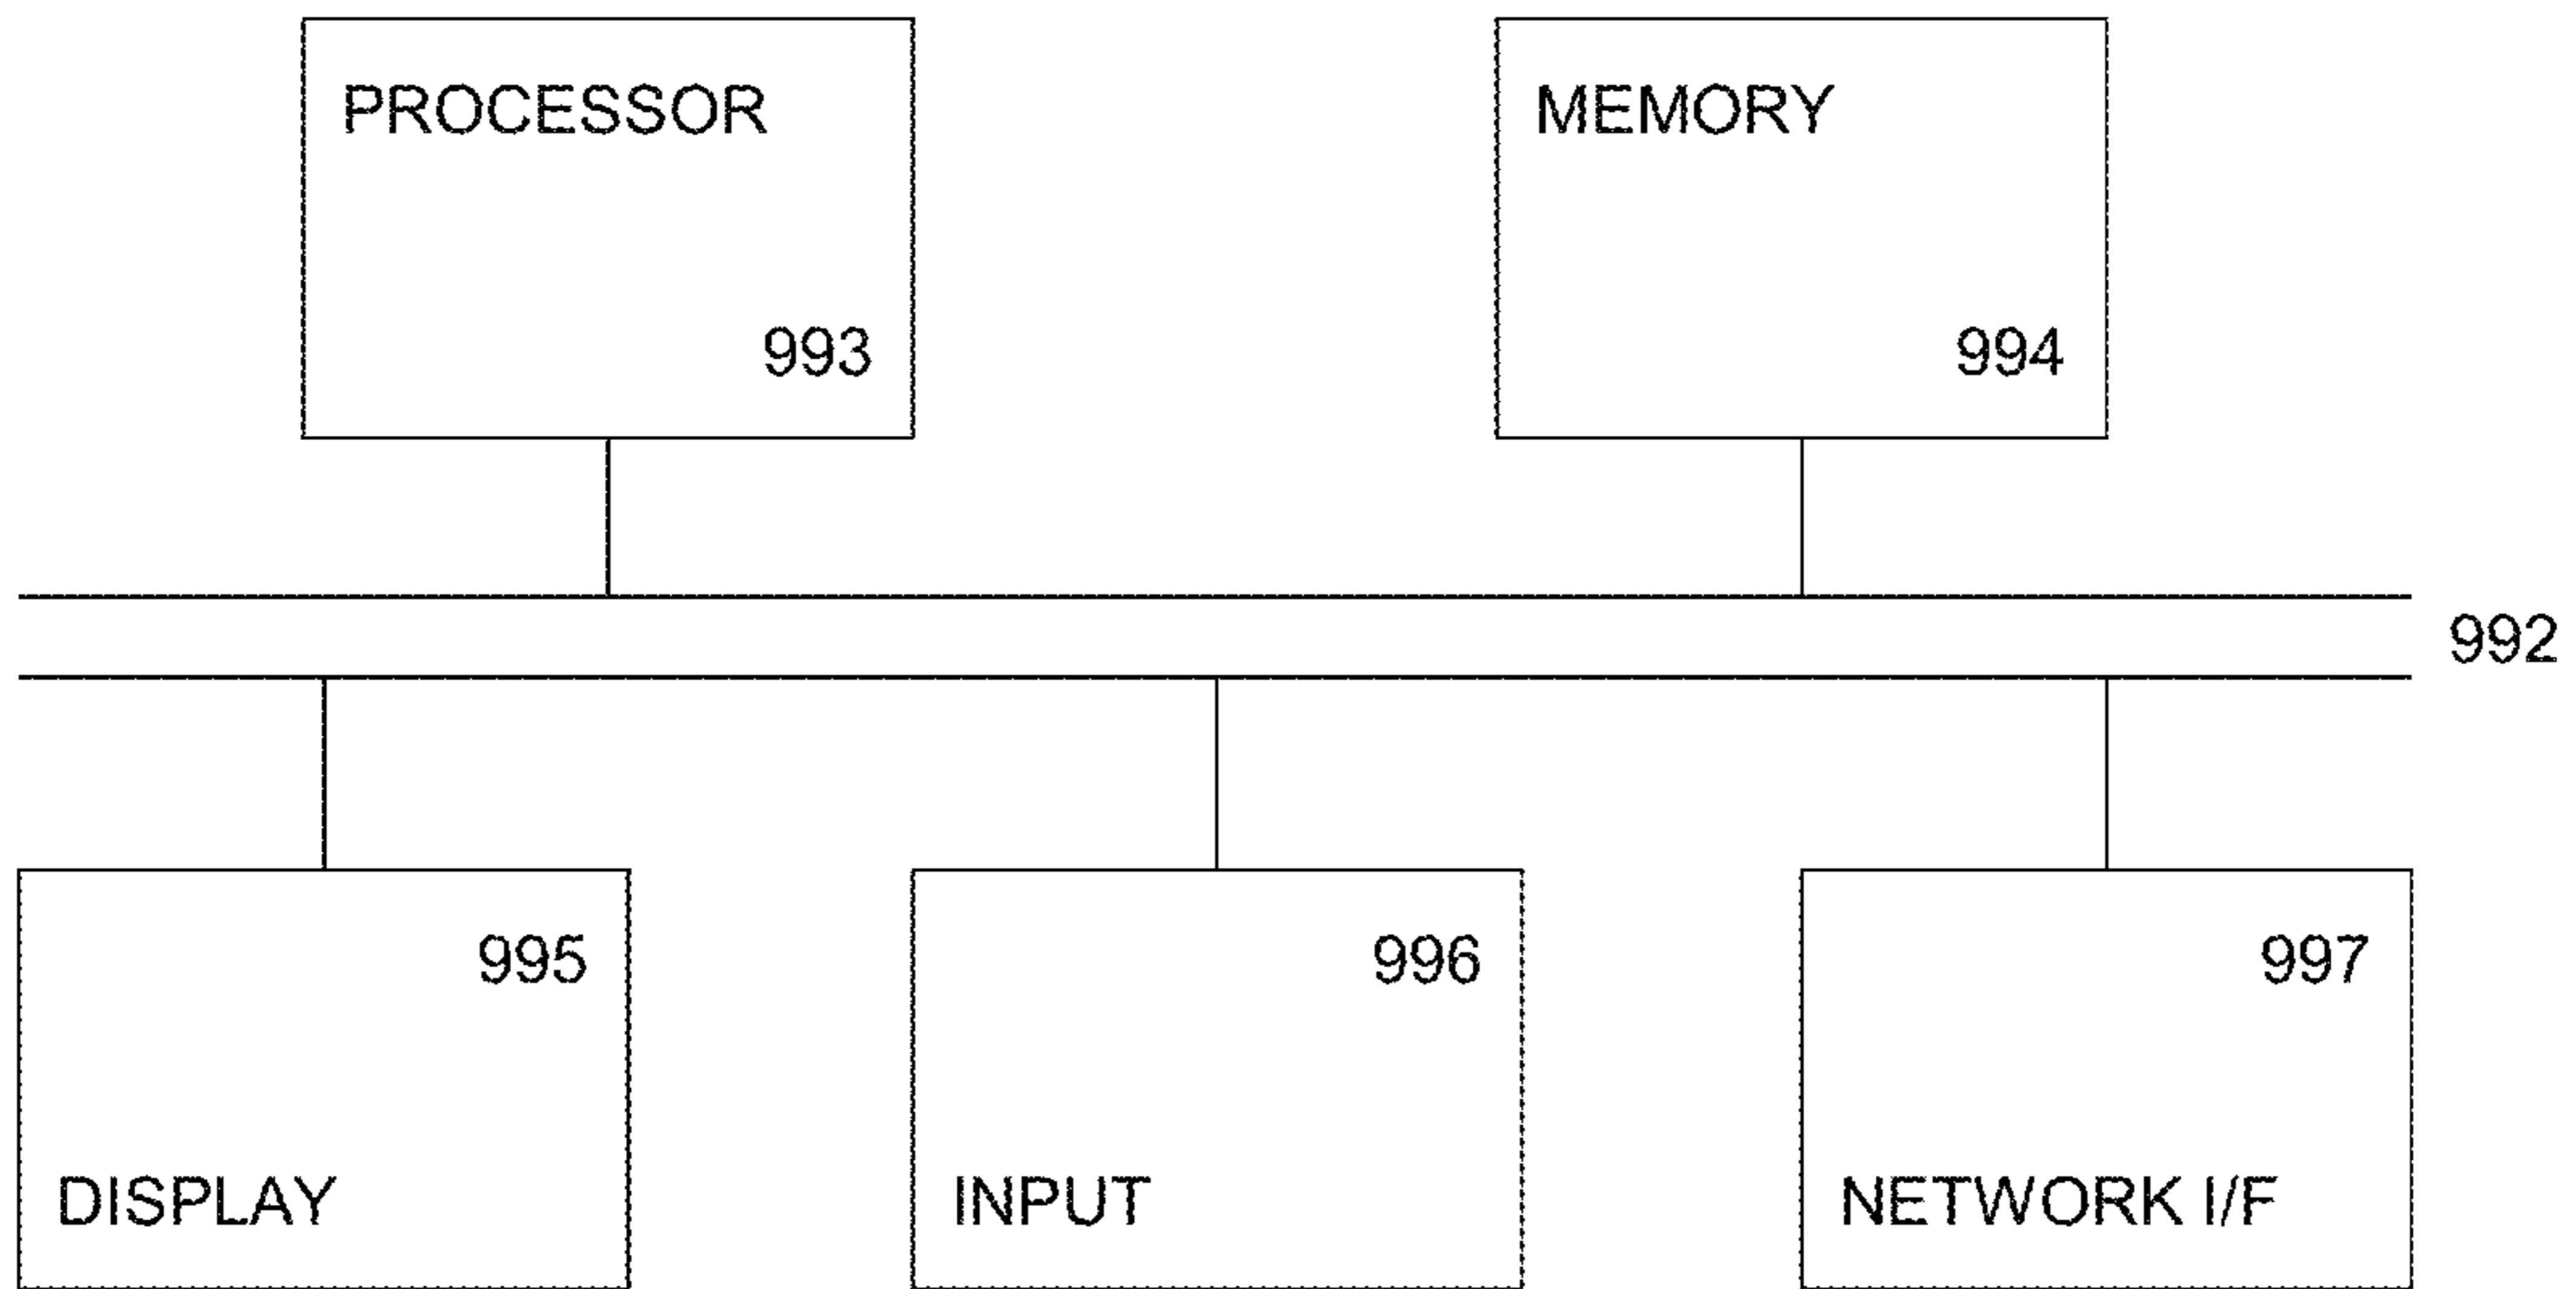 PROCESSOR
993
MEMORY
994
992
995
DISPLAY
996
INPUT
997
NETWORK I/F